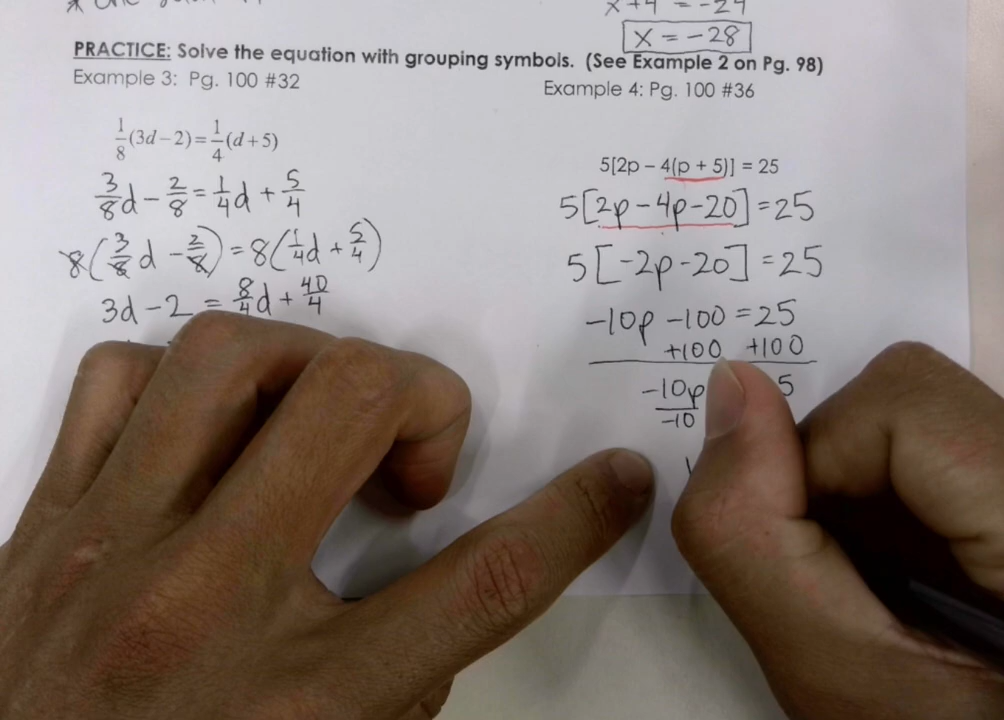 x + 4 = -24
x = -28
PRACTICE: Solve the equation with grouping symbols. (See Example 2 on Pg. 98)
Example 3: Pg. 100 #32
1/8(3d-2)=1/4(d+5)
3/8d - 2/8 = 1/4d + 5/4
8(3/8d - 2/8) = 8(1/4d + 5/4)
3d - 2 = 8/4d + 40/4
Example 4: Pg. 100 #36
5[2p – 4(p + 5)] = 25
5[2p - 4p - 20] = 25
5[-2p - 20] = 25
-10p - 100 = 25
+100 +100
-10p 5
-10